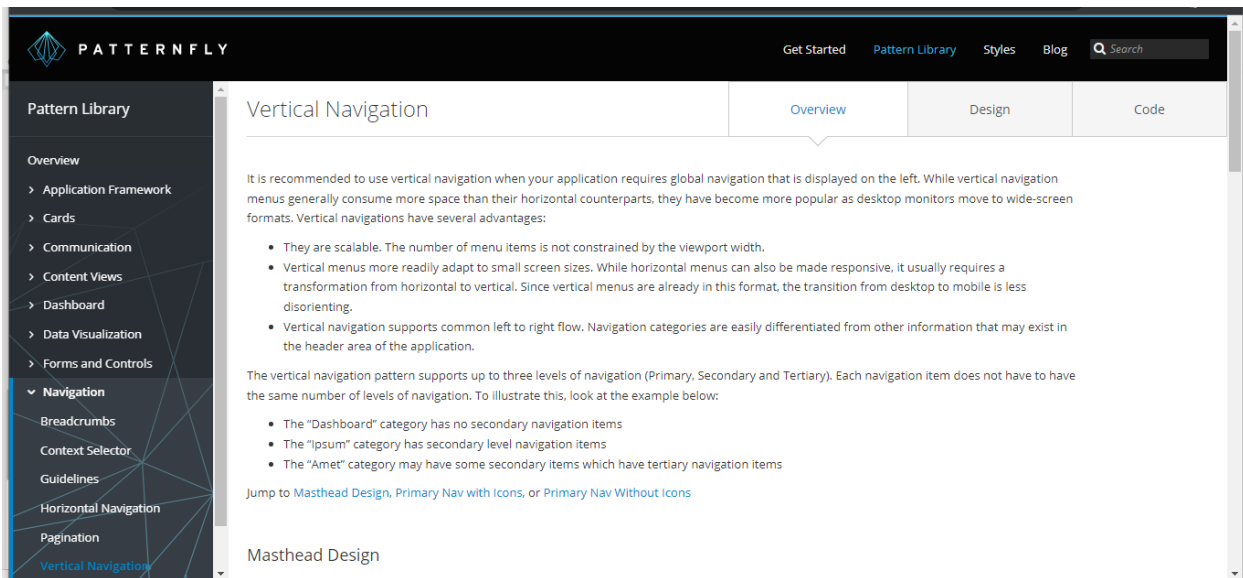 PATTERNFLY
Get Started
Pattern Library
Styles
Blog
Search
Pattern Library
Overview
Application Framework
Cards
Communication
Content Views
Dashboard
Data Visualization
Forms and Controls
Navigation
Breadcrumbs
Context Selector
Guidelines
Horizontal Navigation
Pagination
Vertical Navigation
Vertical Navigation
Overview
Design
Code
It is recommended to use vertical navigation when your application requires global navigation that is displayed on the left. While vertical navigation
menus generally consume more space than their horizontal counterparts, they have become more popular as desktop monitors move to wide-screen
formats. Vertical navigations have several advantages:
They are scalable. The number of menu items is not constrained by the viewport width.
Vertical menus more readily adapt to small screen sizes. While horizontal menus can also be made responsive, it usually requires a
transformation from horizontal to vertical. Since vertical menus are already in this format, the transition from desktop to mobile is less
disorienting.
Vertical navigation supports common left to right flow. Navigation categories are easily differentiated from other information that may exist in
the header area of the application.
The vertical navigation pattern supports up to three levels of navigation (Primary, Secondary and Tertiary). Each navigation item does not have to have
the same number of levels of navigation. To illustrate this, look at the example below:
The “Dashboard” category has no secondary navigation items
The “Ipsum” category has secondary level navigation items
The “Amet” category may have some secondary items which have tertiary navigation items
Jump to Masthead Design, Primary Nav with Icons, or Primary Nav Without Icons
Masthead Design